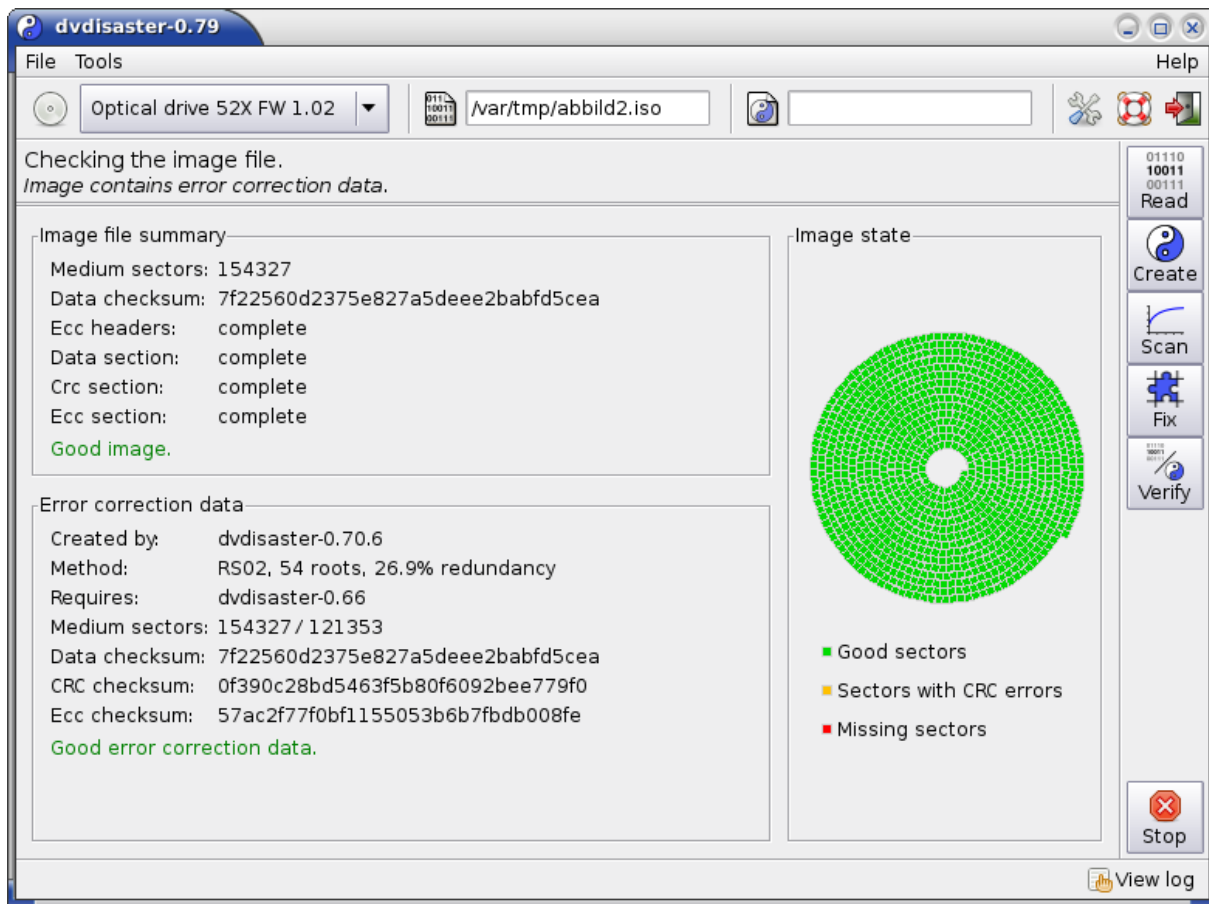 dvdisaster-0.79
File Tools Help
Optical drive 52X FW 1.02 /var/tmp/abbild2.iso
Checking the image file.
Image contains error correction data.
Image file summary
Medium sectors: 154327
Data checksum: 7f22560d2375e827a5deee2babfd5cea
Ecc headers: complete
Data section: complete
Crc section: complete
Ecc section: complete
Good image.
Error correction data
Created by: dvdisaster-0.70.6
Method: RS02, 54 roots, 26.9% redundancy
Requires: dvdisaster-0.66
Medium sectors: 154327 / 121353
Data checksum: 7f22560d2375e827a5deee2babfd5cea
CRC checksum: 0f390c28bd5463f5b80f6092bee779f0
Ecc checksum: 57ac2f77f0bf1155053b6b7fbdb008fe
Good error correction data.
Image state
Good sectors
Sectors with CRC errors
Missing sectors
01110
10011
00111
Read
Create
Scan
Fix
Verify
Stop
View log